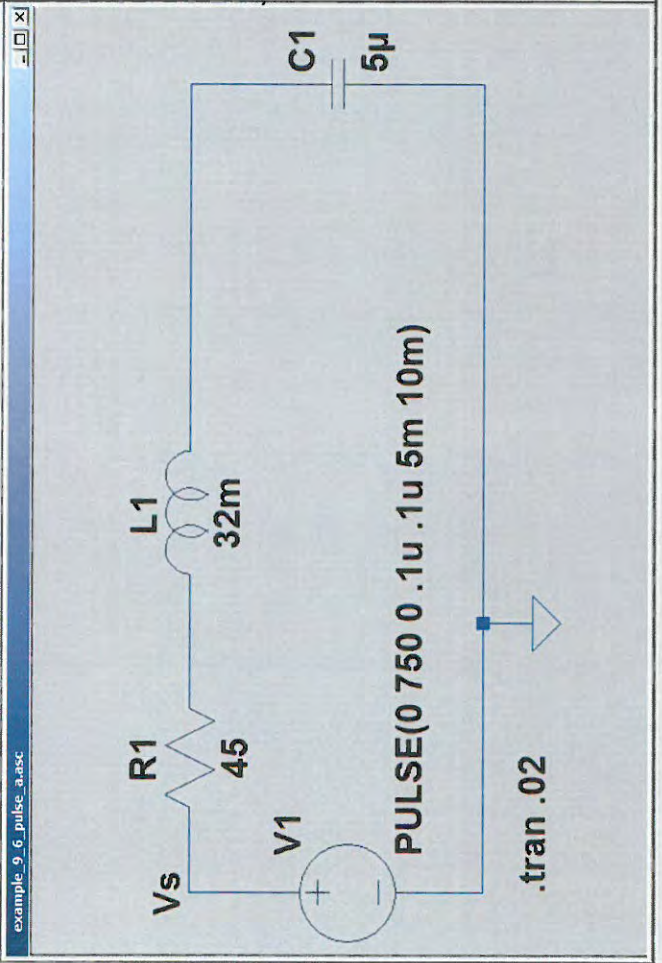 example_9_6_pulse_a.asc
Vs
R1
45
L1
32m
C1
5µ
V1
PULSE(0 750 0 .1u .1u 5m 10m)
.tran .02